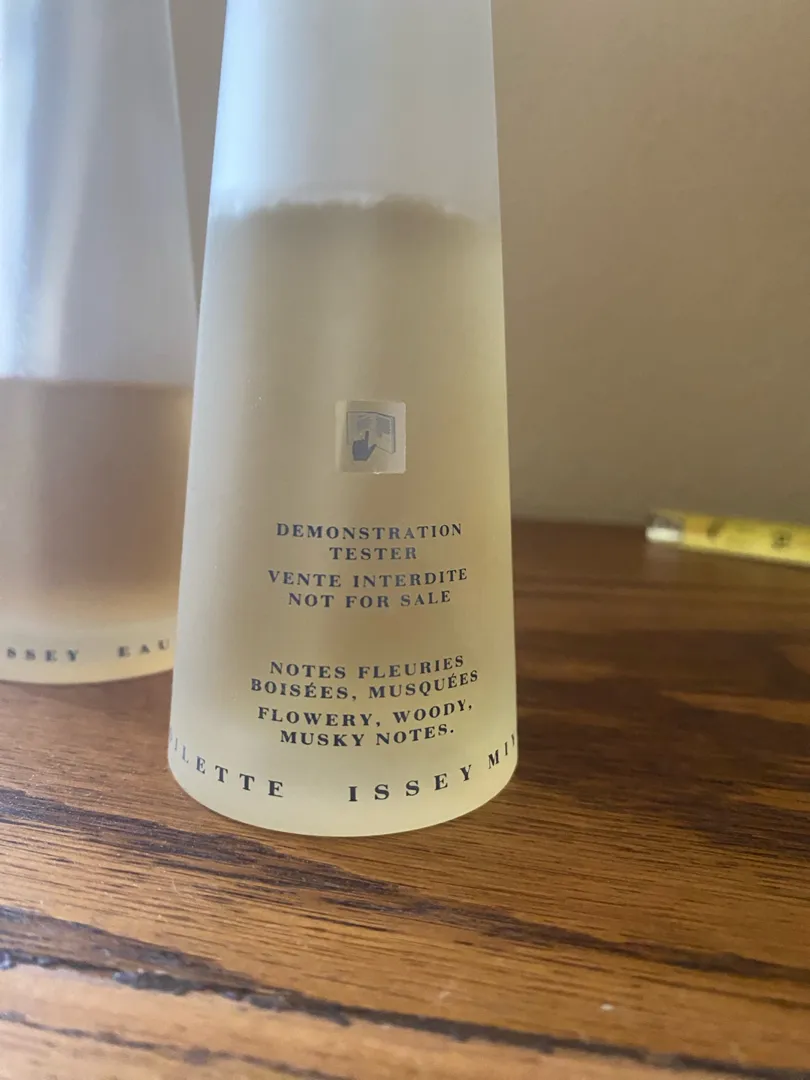 DEMONSTRATION
TESTER
VENTE INTERDITE
NOT FOR SALE
NOTES FLEURIES
BOISÉES, MUSQUÉES
FLOWERY, WOODY,
MUSKY NOTES.
ILETTE ISSEY MI
SSEY EAU